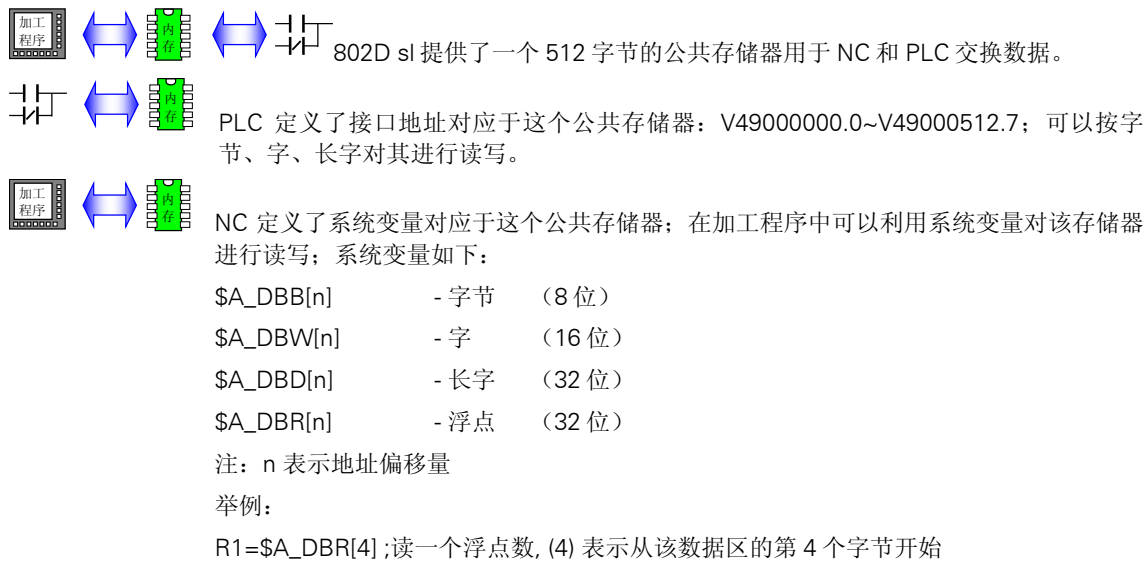 加工
程序
内
存
802D sl 提供了一个 512 字节的公共存储器用于 NC 和 PLC 交换数据。
内
存
PLC 定义了接口地址对应于这个公共存储器：V49000000.0~V49000512.7；可以按字
节、字、长字对其进行读写。
加工
程序
内
存
NC 定义了系统变量对应于这个公共存储器；在加工程序中可以利用系统变量对该存储器
进行读写；系统变量如下：
$A_DBB[n] - 字节 （8 位）
$A_DBW[n] - 字 （16 位）
$A_DBD[n] - 长字 （32 位）
$A_DBR[n] - 浮点 （32 位）
注：n 表示地址偏移量
举例：
R1=$A_DBR[4] ;读一个浮点数, (4) 表示从该数据区的第 4 个字节开始